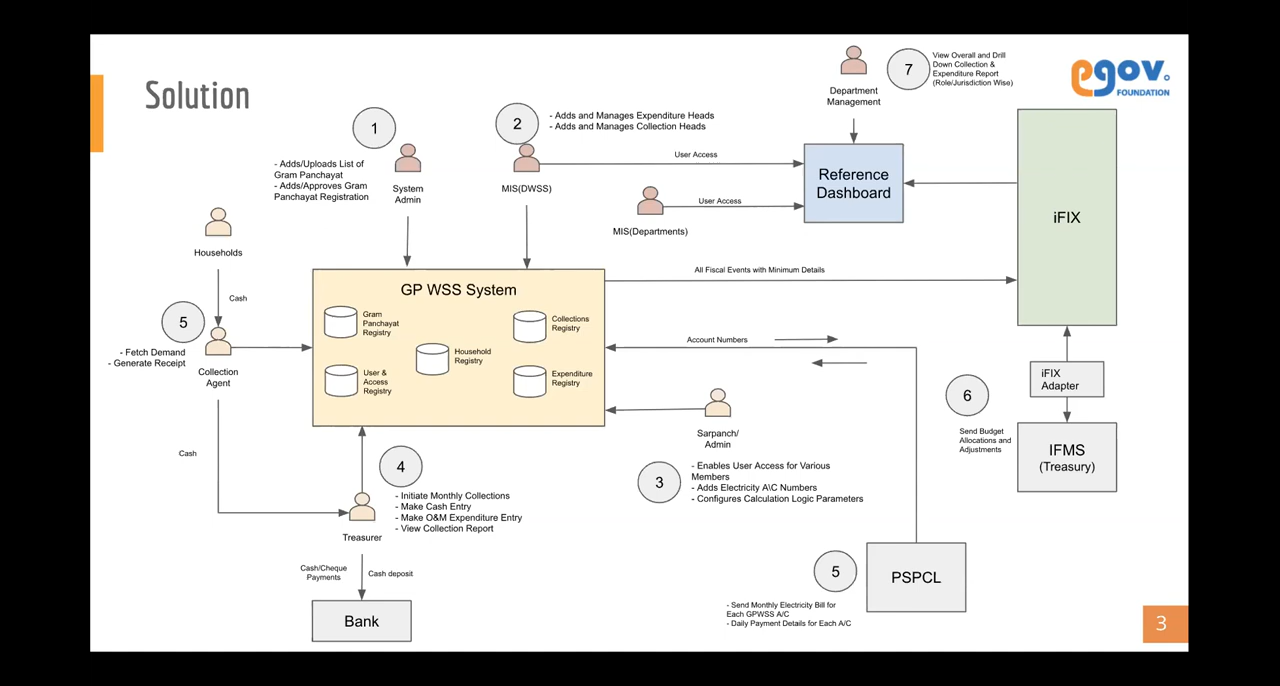 Solution
egov.
FOUNDATION
7
View Overall and Drill
Down Collection &
Expenditure Report
(Role/Jurisdiction Wise)
Department
Management
1
- Adds/Uploads List of
Gram Panchayat
- Adds/Approves Gram
Panchayat Registration
System
Admin
2
- Adds and Manages Expenditure Heads
- Adds and Manages Collection Heads
MIS(DWSS)
User Access
MIS(Departments)
User Access
Reference
Dashboard
iFIX
Households
Cash
5
- Fetch Demand
- Generate Receipt
Collection
Agent
Cash
GP WSS System
Gram
Panchayat
Registry
Collections
Registry
Household
Registry
User &
Access
Registry
Expenditure
Registry
All Fiscal Events with Minimum Details
Account Numbers
Sarpanch/
Admin
3
- Enables User Access for Various
Members
- Adds Electricity A\C Numbers
- Configures Calculation Logic Parameters
iFIX
Adapter
6
Send Budget
Allocations and
Adjustments
IFMS
(Treasury)
4
- Initiate Monthly Collections
- Make Cash Entry
- Make O&M Expenditure Entry
- View Collection Report
Treasurer
Cash/Cheque
Payments
Cash deposit
Bank
5
- Send Monthly Electricity Bill for
Each GPWSS A/C
- Daily Payment Details for Each A/C
PSPCL
3